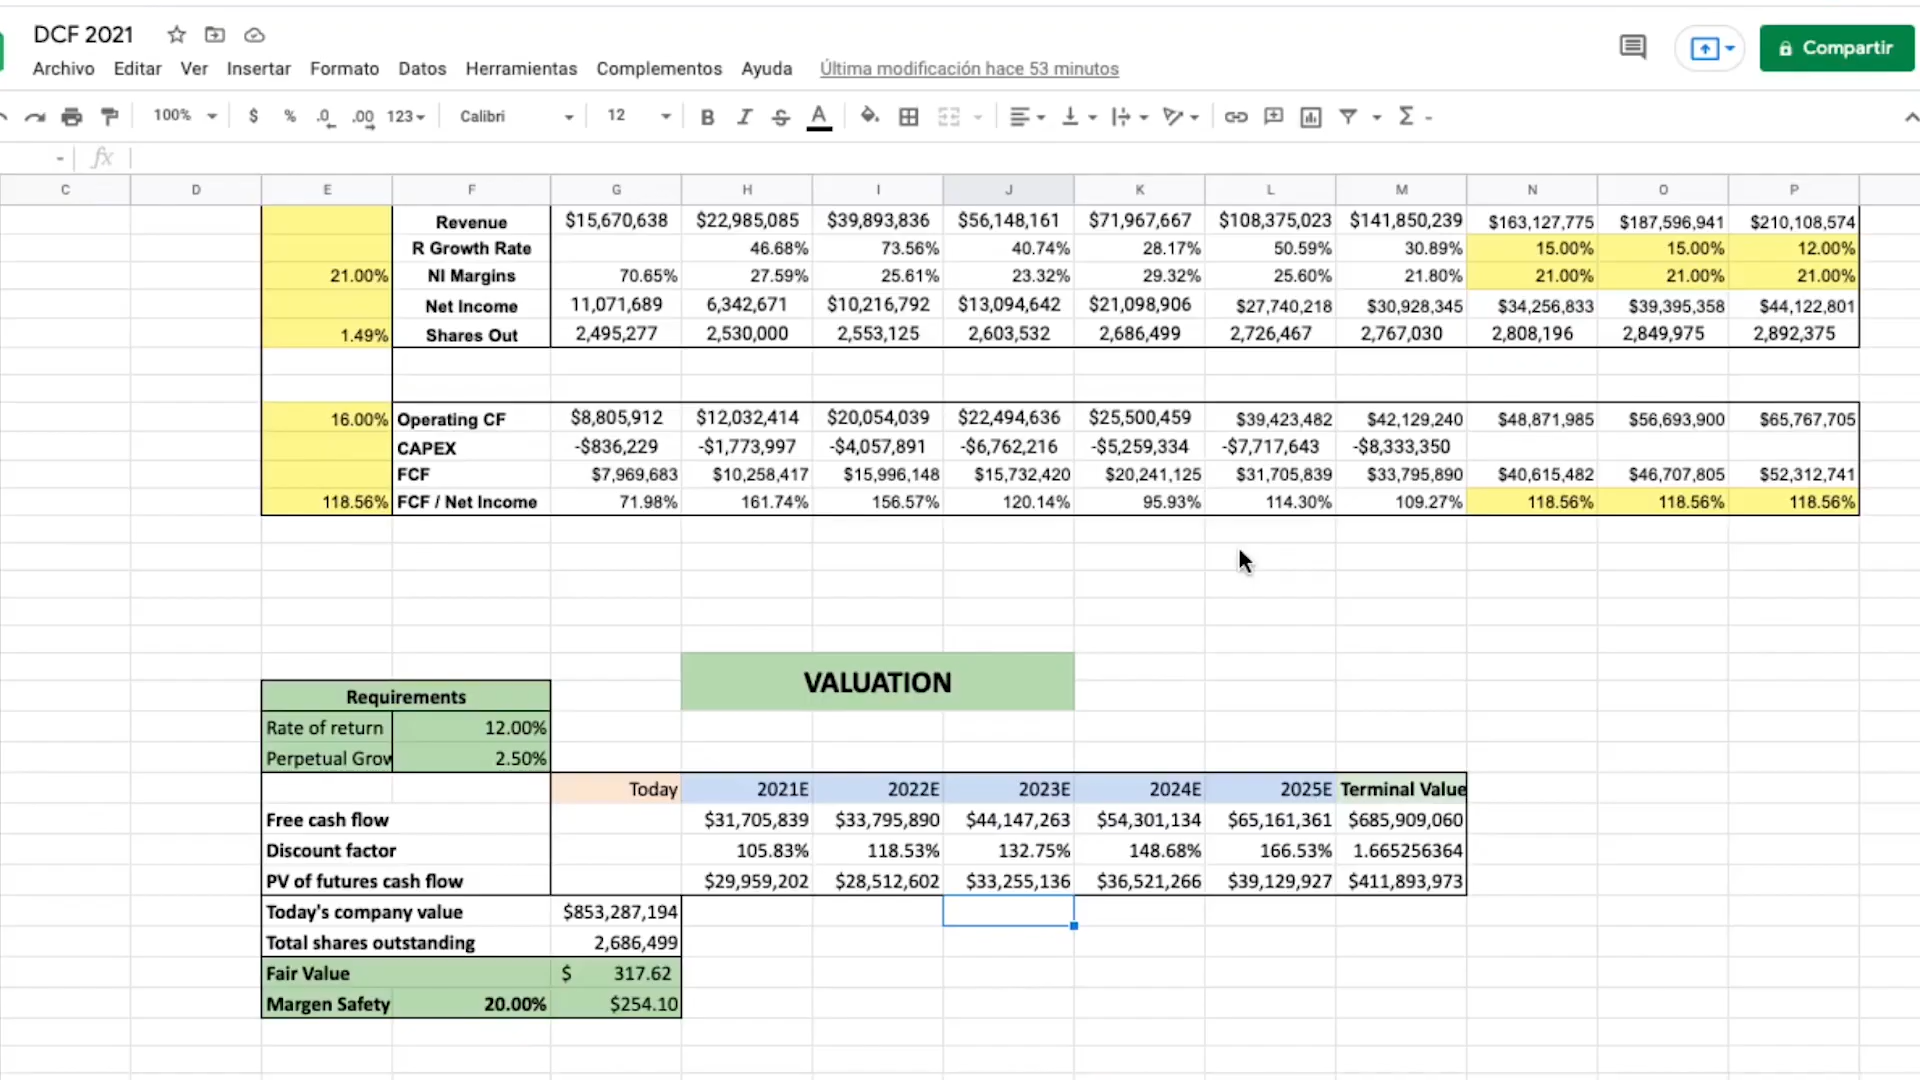 DCF 2021
Compartir
Archivo Editar Ver Insertar Formato Datos Herramientas Complementos Ayuda Última modificación hace 53 minutos
100% $ % .0 .00 123 Calibri 12 B I S A Σ
fx
C D E F G H I J K L M N O P
Revenue $15,670,638 $22,985,085 $39,893,836 $56,148,161 $71,967,667 $108,375,023 $141,850,239 $163,127,775 $187,596,941 $210,108,574
R Growth Rate 46.68% 73.56% 40.74% 28.17% 50.59% 30.89% 15.00% 15.00% 12.00%
21.00% NI Margins 70.65% 27.59% 25.61% 23.32% 29.32% 25.60% 21.80% 21.00% 21.00% 21.00%
Net Income 11,071,689 6,342,671 $10,216,792 $13,094,642 $21,098,906 $27,740,218 $30,928,345 $34,256,833 $39,395,358 $44,122,801
1.49% Shares Out 2,495,277 2,530,000 2,553,125 2,603,532 2,686,499 2,726,467 2,767,030 2,808,196 2,849,975 2,892,375
16.00% Operating CF $8,805,912 $12,032,414 $20,054,039 $22,494,636 $25,500,459 $39,423,482 $42,129,240 $48,871,985 $56,693,900 $65,767,705
CAPEX -$836,229 -$1,773,997 -$4,057,891 -$6,762,216 -$5,259,334 -$7,717,643 -$8,333,350
FCF $7,969,683 $10,258,417 $15,996,148 $15,732,420 $20,241,125 $31,705,839 $33,795,890 $40,615,482 $46,707,805 $52,312,741
118.56% FCF / Net Income 71.98% 161.74% 156.57% 120.14% 95.93% 114.30% 109.27% 118.56% 118.56% 118.56%
VALUATION
Requirements
Rate of return 12.00%
Perpetual Grow 2.50%
Today 2021E 2022E 2023E 2024E 2025E Terminal Value
Free cash flow $31,705,839 $33,795,890 $44,147,263 $54,301,134 $65,161,361 $685,909,060
Discount factor 105.83% 118.53% 132.75% 148.68% 166.53% 1.665256364
PV of futures cash flow $29,959,202 $28,512,602 $33,255,136 $36,521,266 $39,129,927 $411,893,973
Today's company value $853,287,194
Total shares outstanding 2,686,499
Fair Value $ 317.62
Margen Safety 20.00% $254.10